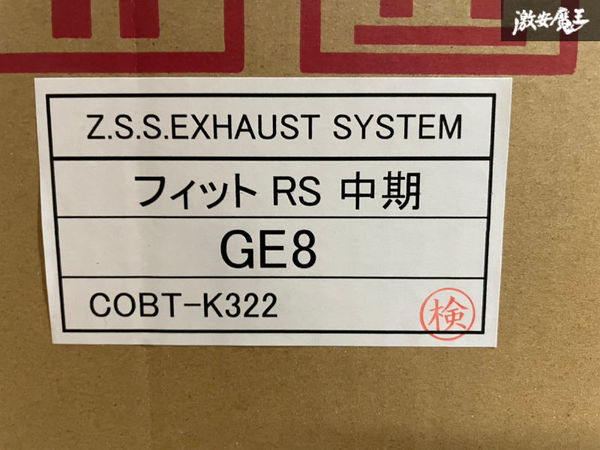 激安魔王
Z.S.S.EXHAUST SYSTEM
フィット RS 中期
GE8
COBT-K322
検